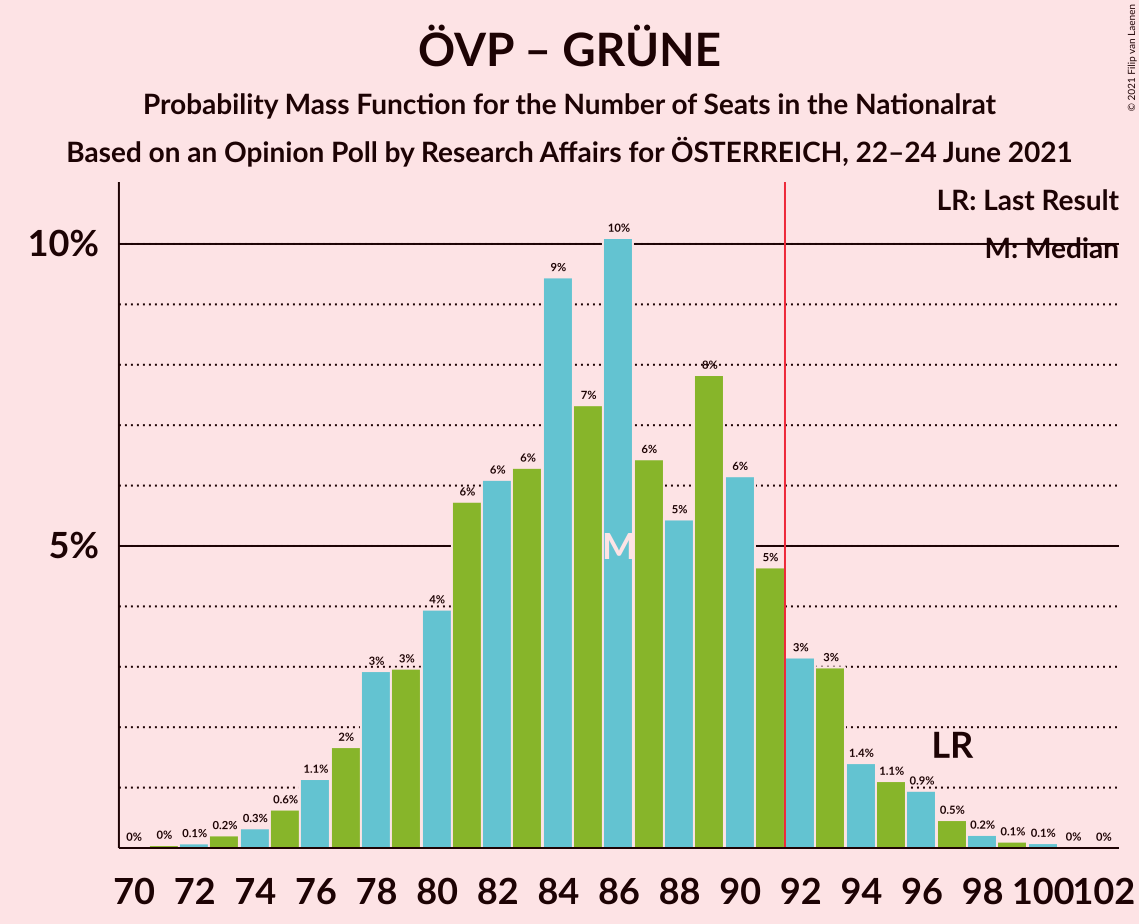 ÖVP – GRÜNE
Probability Mass Function for the Number of Seats in the Nationalrat
Based on an Opinion Poll by Research Affairs for ÖSTERREICH, 22–24 June 2021
© 2021 Filip van Laenen
LR: Last Result
M: Median
10%
5%
0% 0% 0.1% 0.2% 0.3% 0.6% 1.1% 2% 3% 3% 4% 6% 6% 6% 9% 7% 10% 6% 5% 8% 6% 5% 3% 3% 1.4% 1.1% 0.9% 0.5% 0.2% 0.1% 0.1% 0% 0%
M
LR
70 72 74 76 78 80 82 84 86 88 90 92 94 96 98 100 102